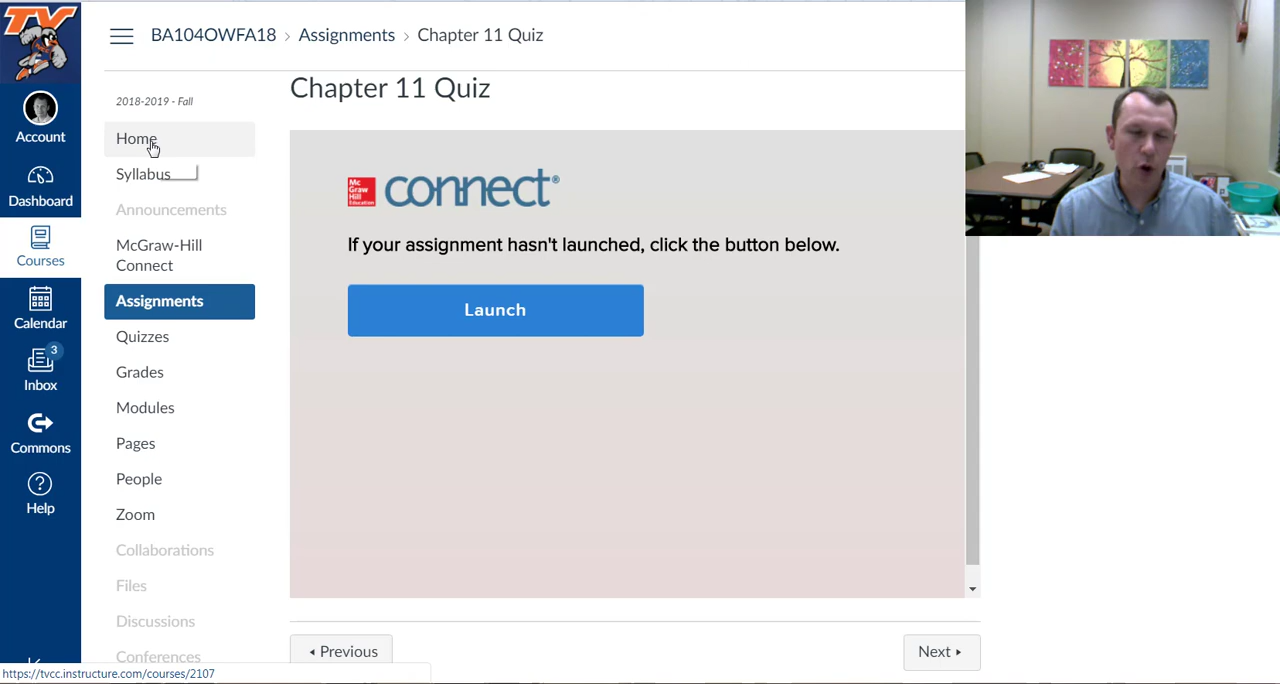 TV
Account
Dashboard
Courses
Calendar
3
Inbox
Commons
Help
BA104OWFA18 › Assignments › Chapter 11 Quiz
2018-2019 - Fall
Home
Syllabus
Announcements
McGraw-Hill
Connect
Assignments
Quizzes
Grades
Modules
Pages
People
Zoom
Collaborations
Files
Discussions
Conferences
Chapter 11 Quiz
Mc
Graw
Hill
Education
connect®
If your assignment hasn't launched, click the button below.
Launch
Previous
Next
https://tvcc.instructure.com/courses/2107